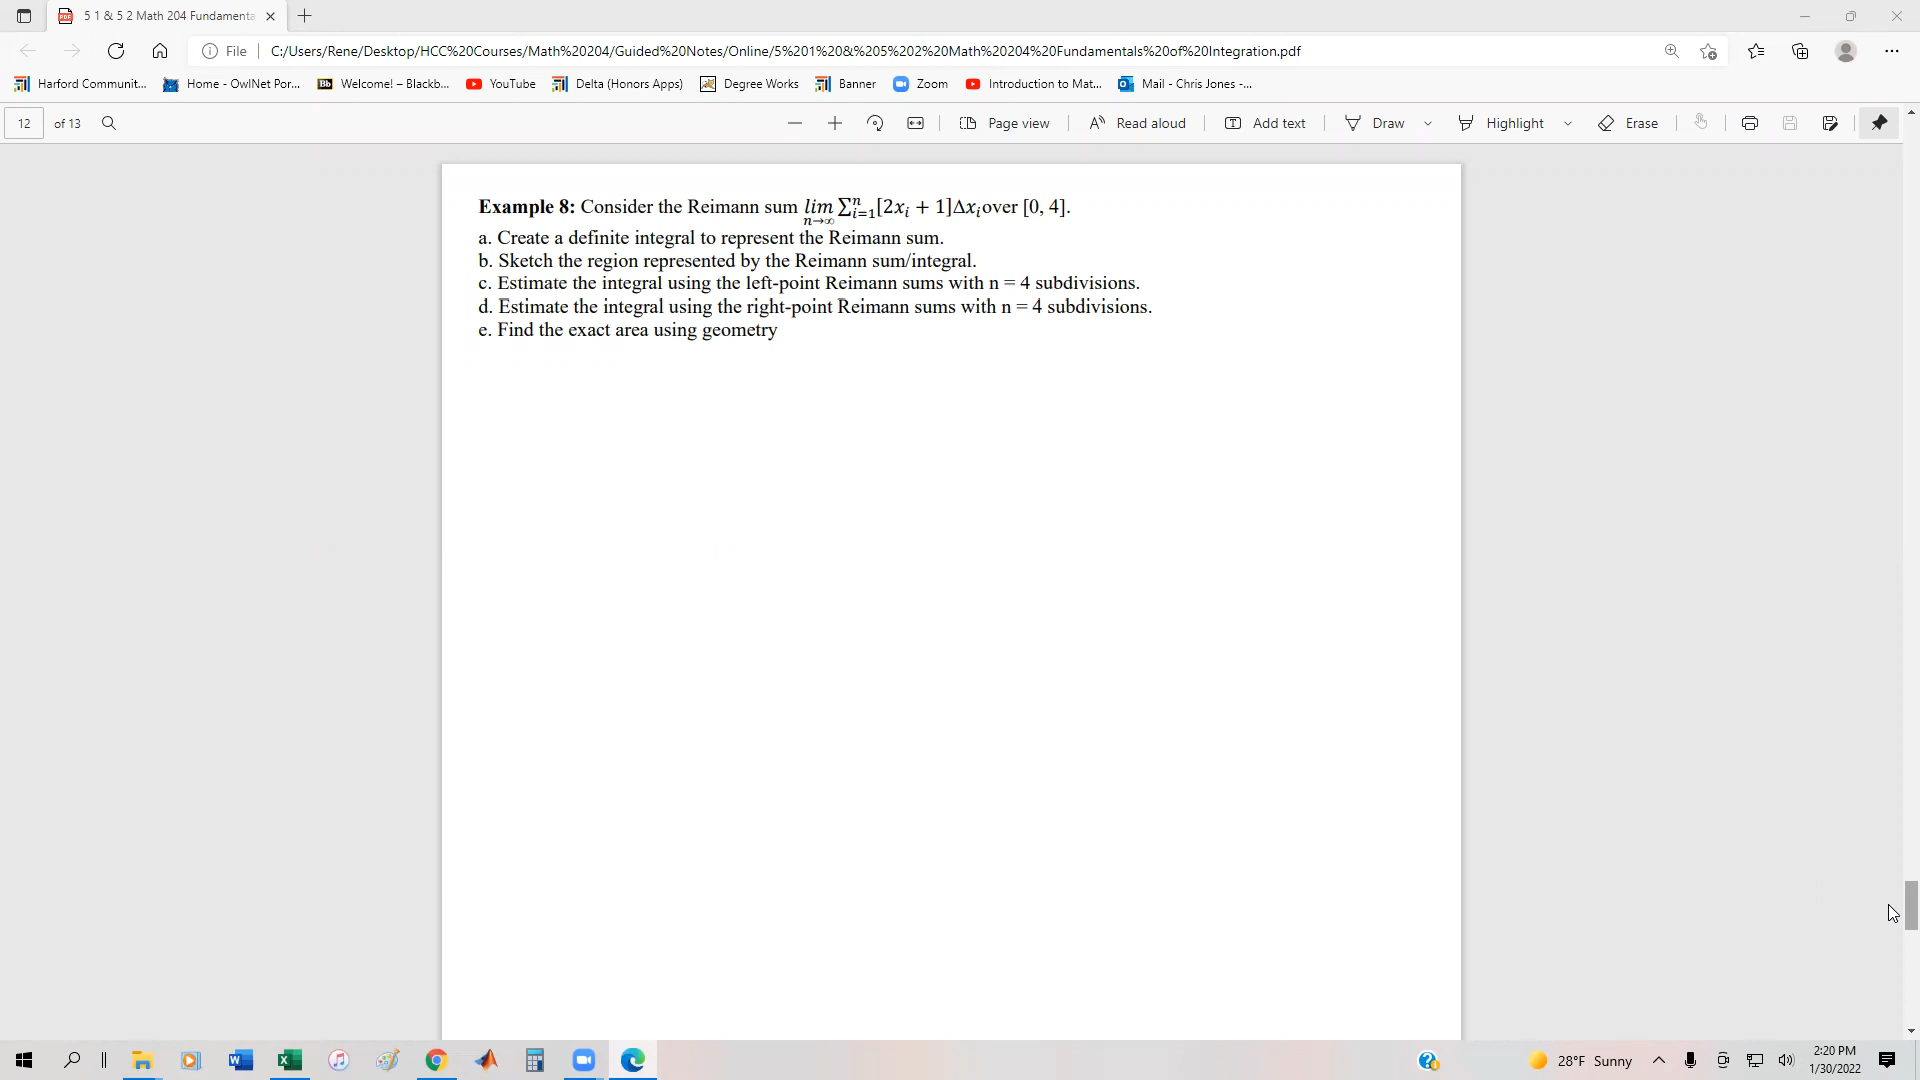 5 1 & 5 2 Math 204 Fundamenta
File
C:/Users/Rene/Desktop/HCC%20Courses/Math%20204/Guided%20Notes/Online/5%201%20&%205%202%20Math%20204%20Fundamentals%20of%20Integration.pdf
Harford Communit... Home - OwlNet Por... Bb Welcome! – Blackb... YouTube Delta (Honors Apps) Degree Works Banner Zoom Introduction to Mat... Mail - Chris Jones -...
12 of 13 Page view Read aloud Add text Draw Highlight Erase
Example 8: Consider the Reimann sum lim n→∞ ∑ⁿᵢ₌₁[2xᵢ + 1]Δxᵢover [0, 4].
a. Create a definite integral to represent the Reimann sum.
b. Sketch the region represented by the Reimann sum/integral.
c. Estimate the integral using the left-point Reimann sums with n = 4 subdivisions.
d. Estimate the integral using the right-point Reimann sums with n = 4 subdivisions.
e. Find the exact area using geometry
28°F Sunny
2:20 PM
1/30/2022